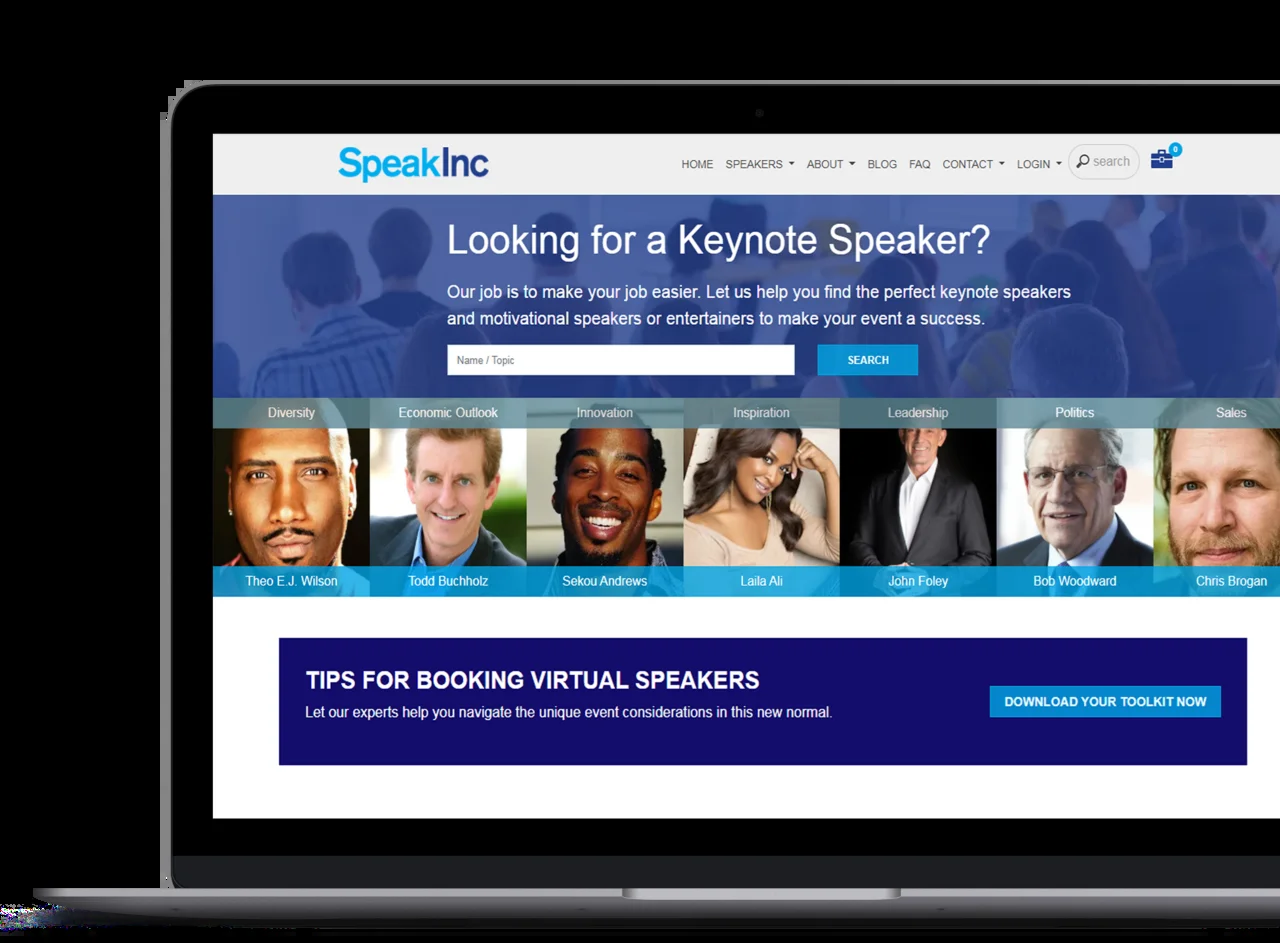 SpeakInc
HOME SPEAKERS ABOUT BLOG FAQ CONTACT LOGIN search 0
Looking for a Keynote Speaker?
Our job is to make your job easier. Let us help you find the perfect keynote speakers
and motivational speakers or entertainers to make your event a success.
Name / Topic SEARCH
Diversity Economic Outlook Innovation Inspiration Leadership Politics Sales
Theo E.J. Wilson Todd Buchholz Sekou Andrews Laila Ali John Foley Bob Woodward Chris Brogan
TIPS FOR BOOKING VIRTUAL SPEAKERS
Let our experts help you navigate the unique event considerations in this new normal.
DOWNLOAD YOUR TOOLKIT NOW